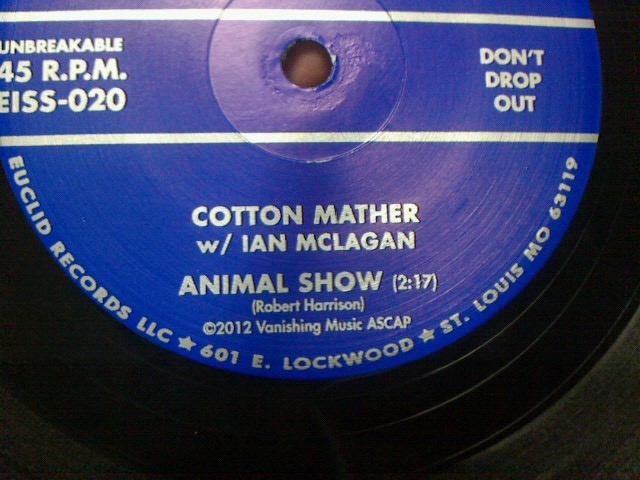 UNBREAKABLE
45 R.P.M.
EISS-020
DON'T
DROP
OUT
COTTON MATHER
w/ IAN MCLAGAN
ANIMAL SHOW (2:17)
(Robert Harrison)
©2012 Vanishing Music ASCAP
EUCLID RECORDS LLC ★ 601 E. LOCKWOOD ★ ST. LOUIS MO 63119